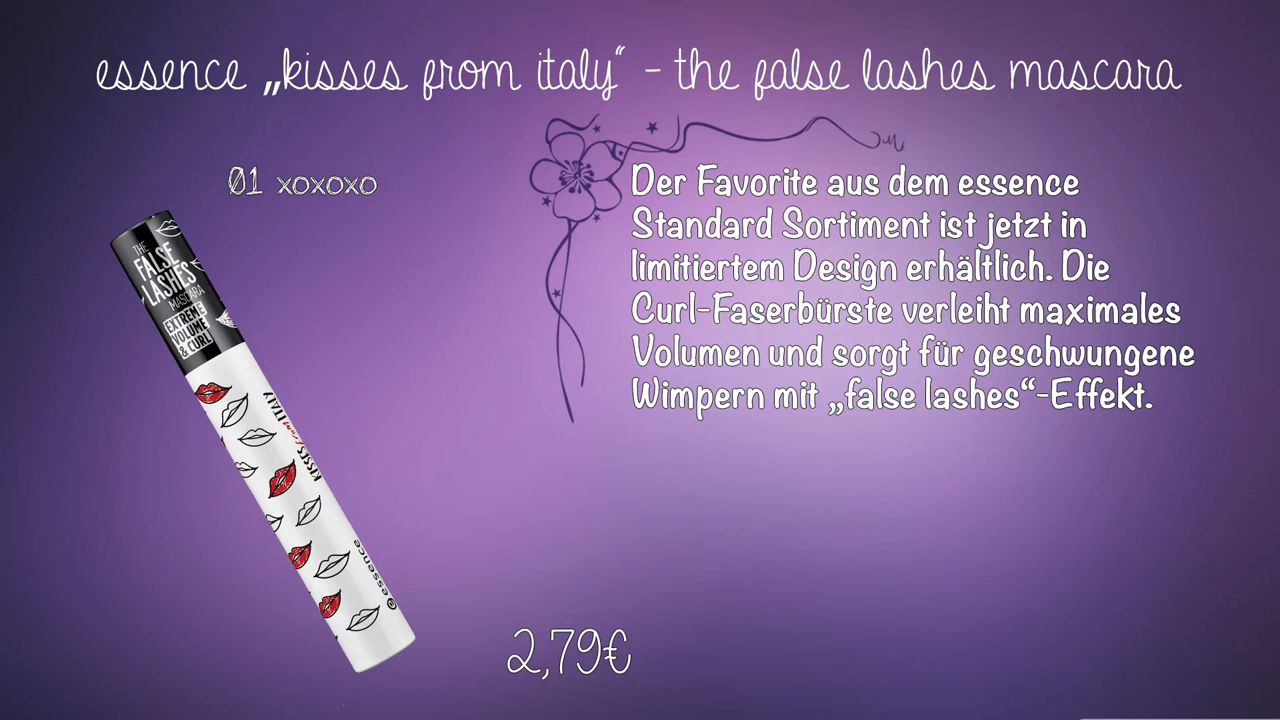 essence „kisses from italy“ - the false lashes mascara
01 xoxoxo
Der Favorite aus dem essence
Standard Sortiment ist jetzt in
limitiertem Design erhältlich. Die
Curl-Faserbürste verleiht maximales
Volumen und sorgt für geschwungene
Wimpern mit „false lashes“-Effekt.
THE
FALSE
LASHES
MASCARA
EXTREME
VOLUME
& CURL
KISSES from ITALY
essence®
2,79€